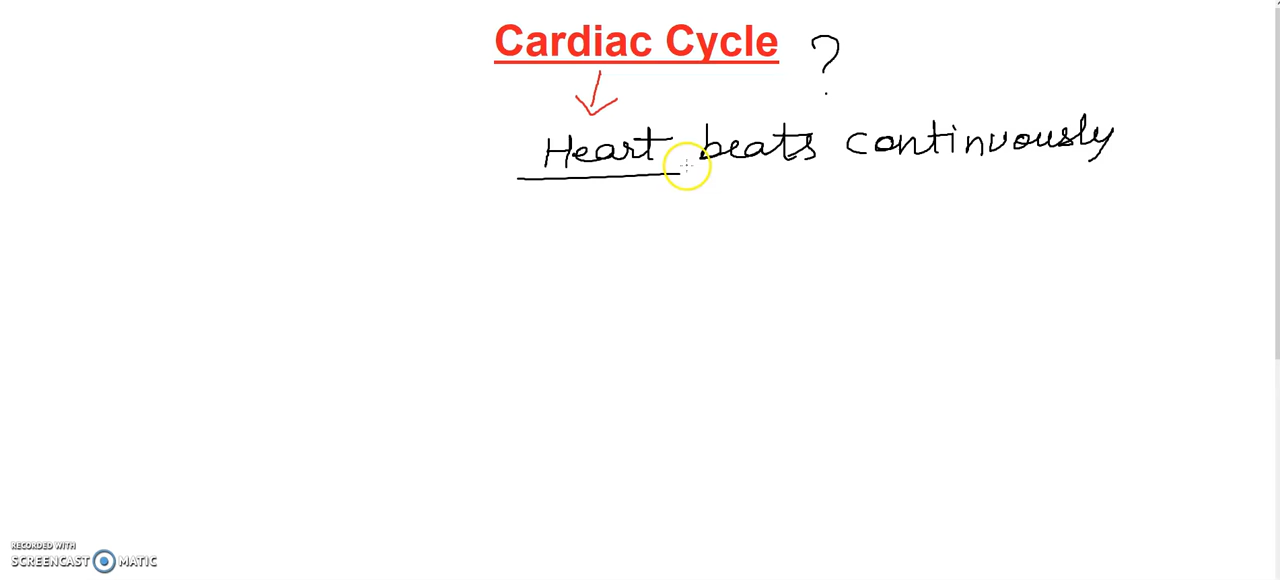 Cardiac Cycle ?
Heart beats continuously
RECORDED WITH
SCREENCAST MATIC